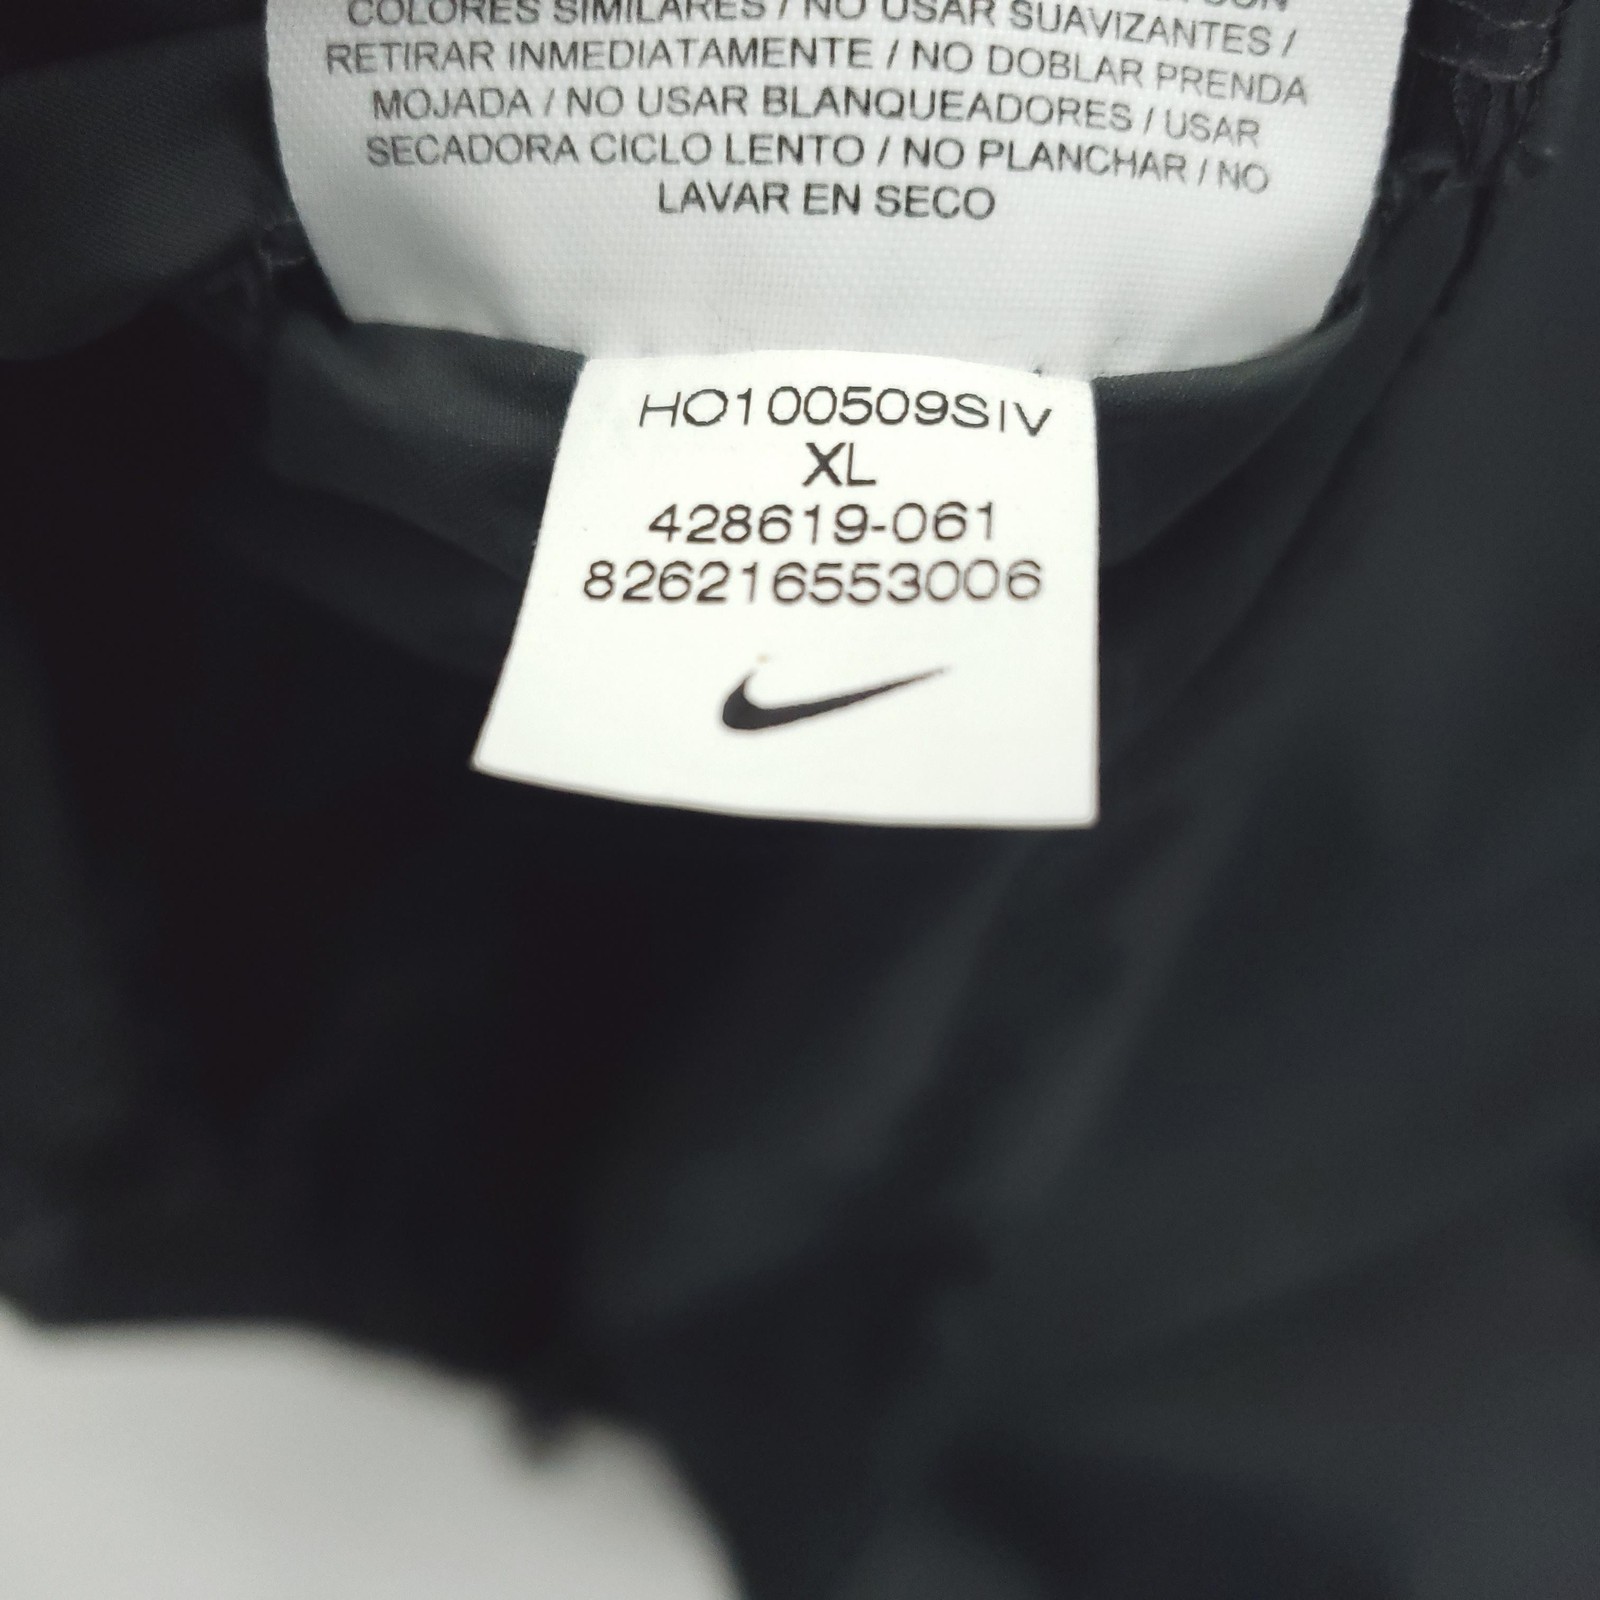 COLORES SIMILARES / NO USAR SUAVIZANTES /
RETIRAR INMEDIATAMENTE / NO DOBLAR PRENDA
MOJADA / NO USAR BLANQUEADORES / USAR
SECADORA CICLO LENTO / NO PLANCHAR / NO
LAVAR EN SECO
HO100509SIV
XL
428619-061
826216553006